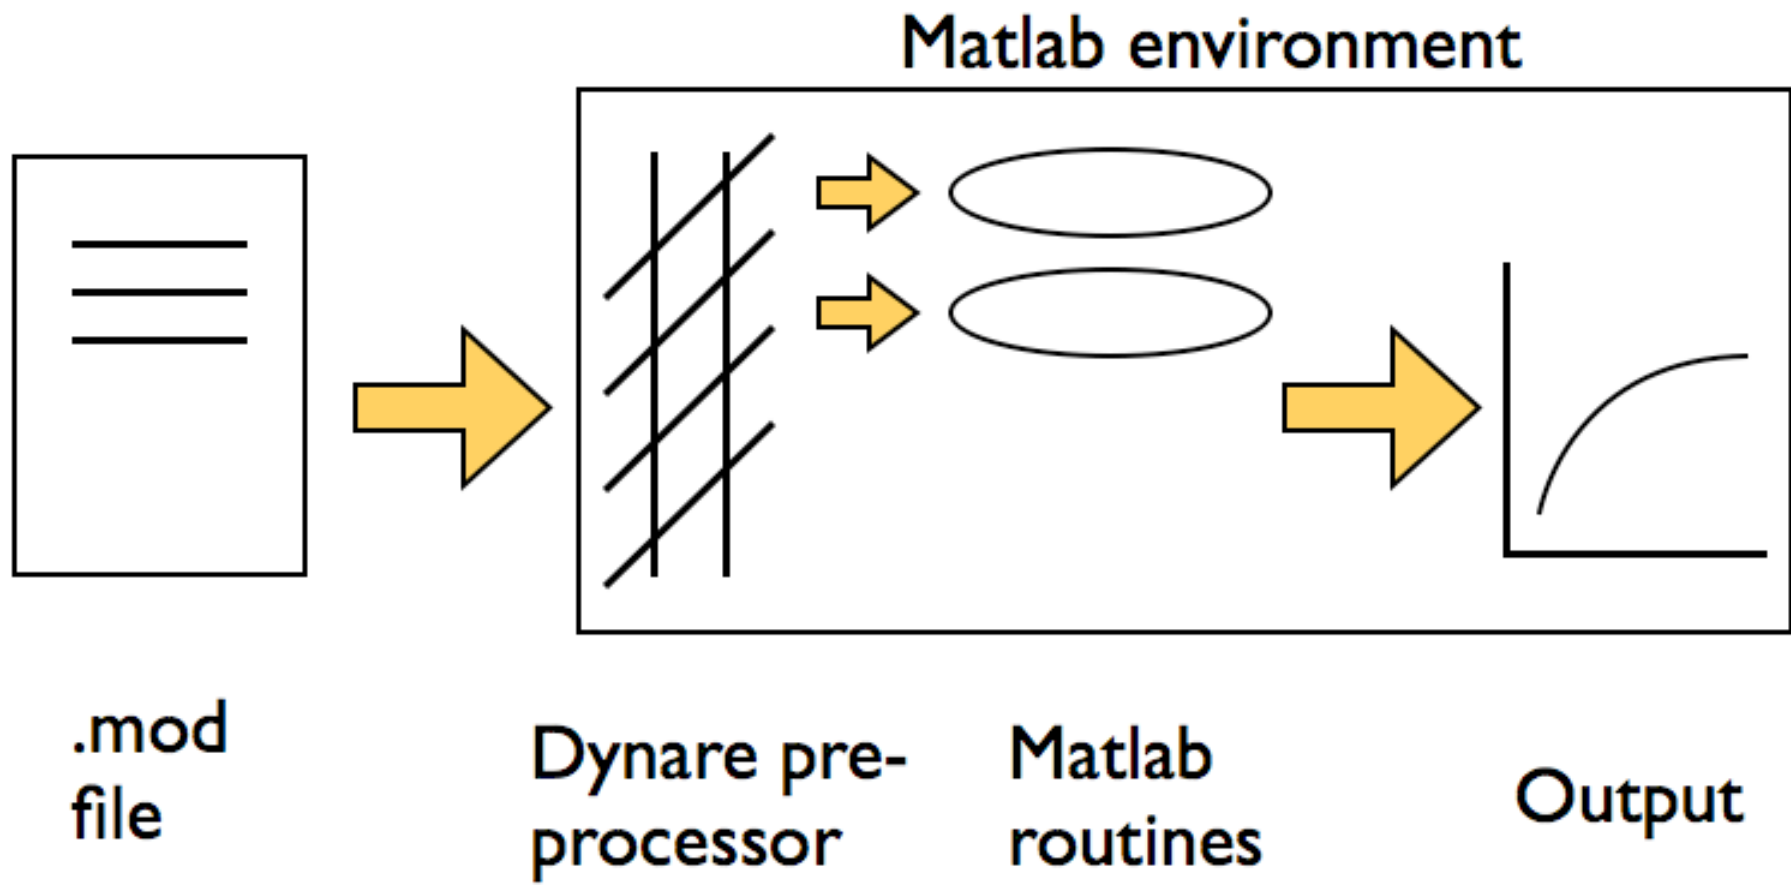 Matlab environment
.mod
file
Dynare pre-
processor
Matlab
routines
Output